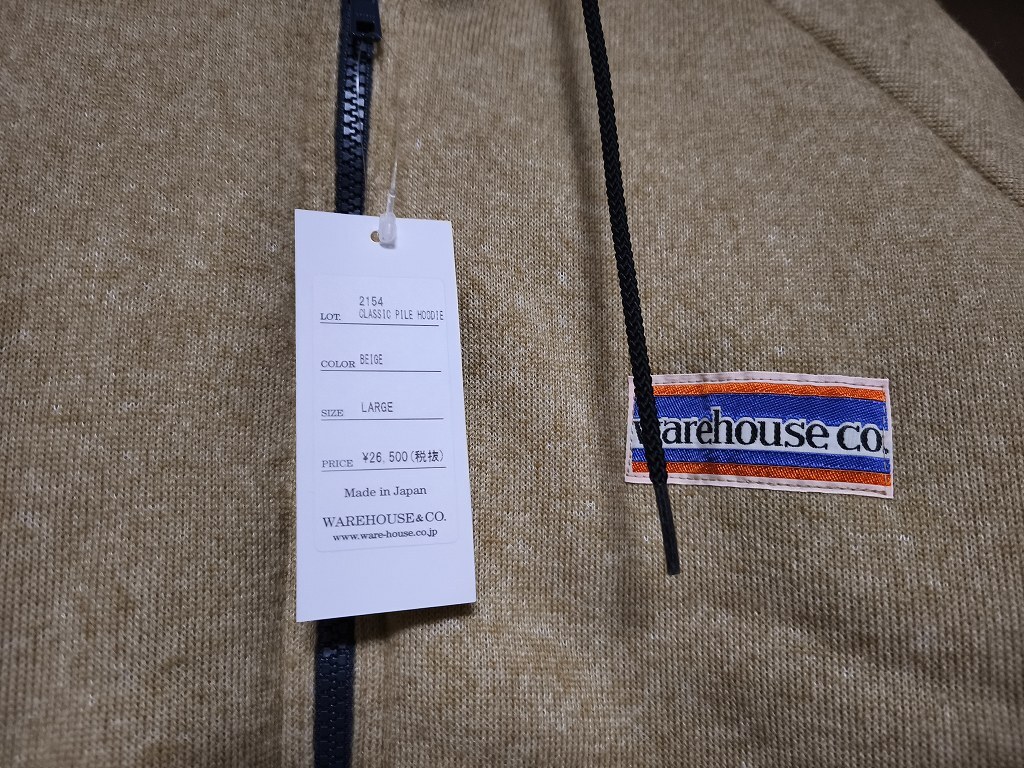 2154
LOT. CLASSIC PILE HOODIE
COLOR BEIGE
SIZE LARGE
PRICE ¥26,500(税抜)
Made in Japan
WAREHOUSE&CO.
www.ware-house.co.jp
warehouse co.